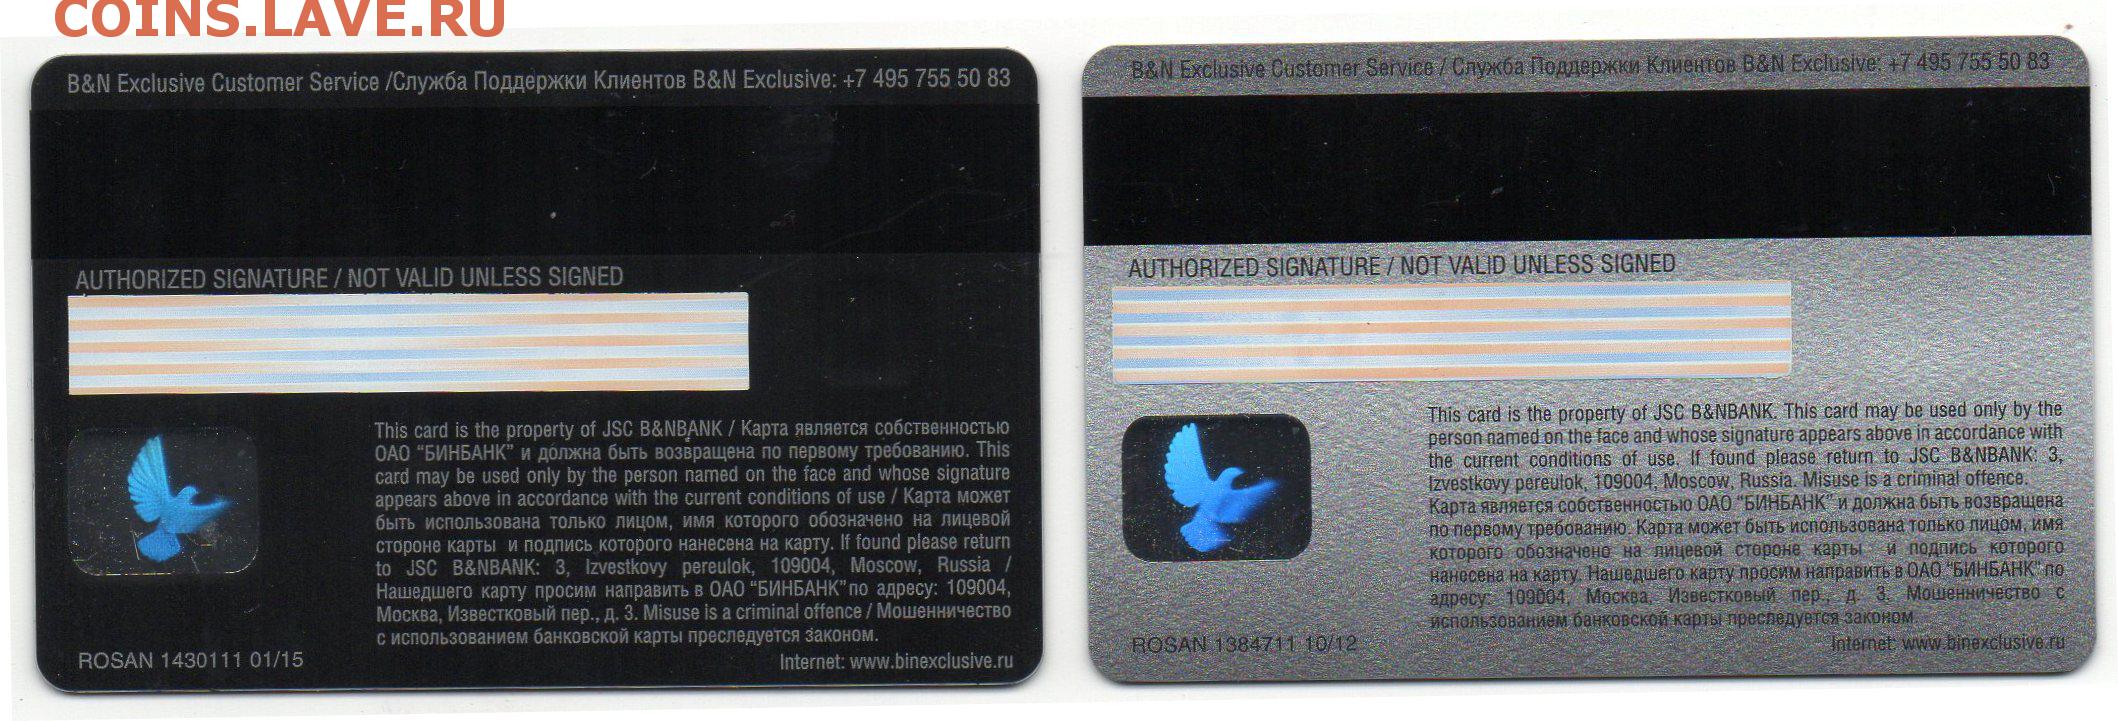 COINS.LAVE.RU
B&N Exclusive Customer Service /Служба Поддержки Клиентов B&N Exclusive: +7 495 755 50 83
AUTHORIZED SIGNATURE / NOT VALID UNLESS SIGNED
This card is the property of JSC B&NBANK / Карта является собственностью
ОАО “БИНБАНК” и должна быть возвращена по первому требованию. This
card may be used only by the person named on the face and whose signature
appears above in accordance with the current conditions of use / Карта может
быть использована только лицом, имя которого обозначено на лицевой
стороне карты и подпись которого нанесена на карту. If found please return
to JSC B&NBANK: 3, Izvestkovy pereulok, 109004, Moscow, Russia /
Нашедшего карту просим направить в ОАО “БИНБАНК” по адресу: 109004,
Москва, Известковый пер., д. 3. Misuse is a criminal offence / Мошенничество
с использованием банковской карты преследуется законом.
ROSAN 1430111 01/15
Internet: www.binexclusive.ru
B&N Exclusive Customer Service / Служба Поддержки Клиентов B&N Exclusive: +7 495 755 50 83
AUTHORIZED SIGNATURE / NOT VALID UNLESS SIGNED
This card is the property of JSC B&NBANK. This card may be used only by the
person named on the face and whose signature appears above in accordance with
the current conditions of use. If found please return to JSC B&NBANK: 3,
Izvestkovy pereulok, 109004, Moscow, Russia. Misuse is a criminal offence.
Карта является собственностью ОАО “БИНБАНК” и должна быть возвращена
по первому требованию. Карта может быть использована только лицом, имя
которого обозначено на лицевой стороне карты и подпись которого
нанесена на карту. Нашедшего карту просим направить в ОАО “БИНБАНК” по
адресу: 109004, Москва, Известковый пер., д. 3. Мошенничество с
использованием банковской карты преследуется законом.
ROSAN 1384711 10/12
Internet: www.binexclusive.ru